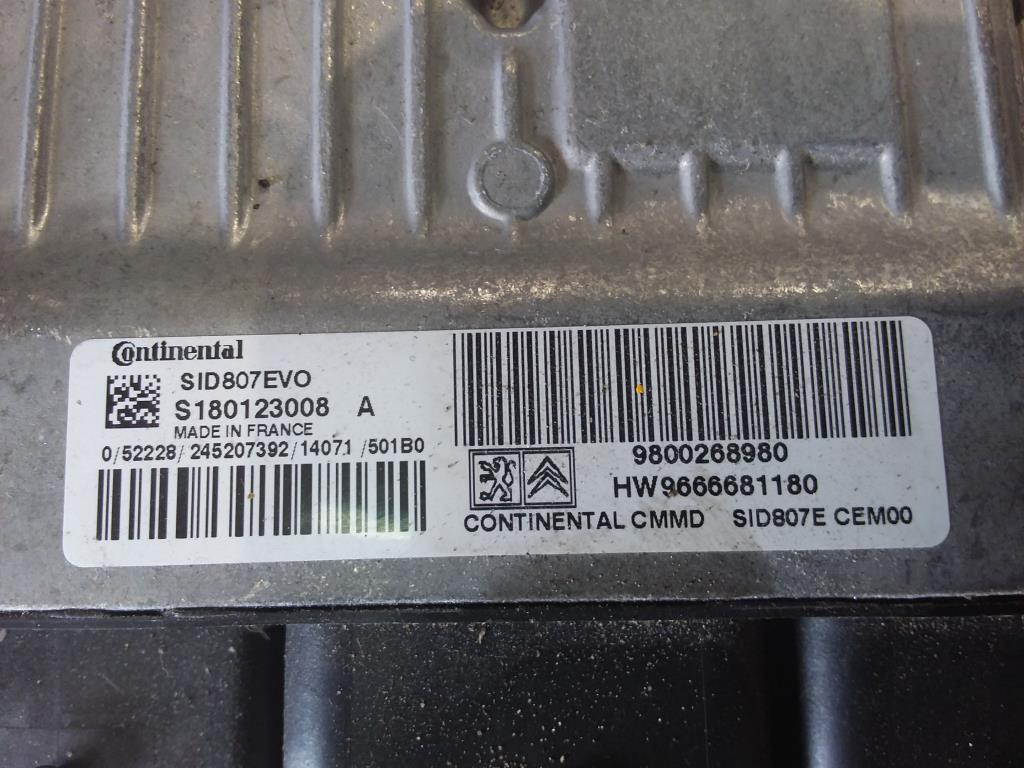 Continental
SID807EVO
S180123008 A
MADE IN FRANCE
0/52228/245207392/14071/501B0
9800268980
HW9666681180
CONTINENTAL CMMD SID807E CEM00